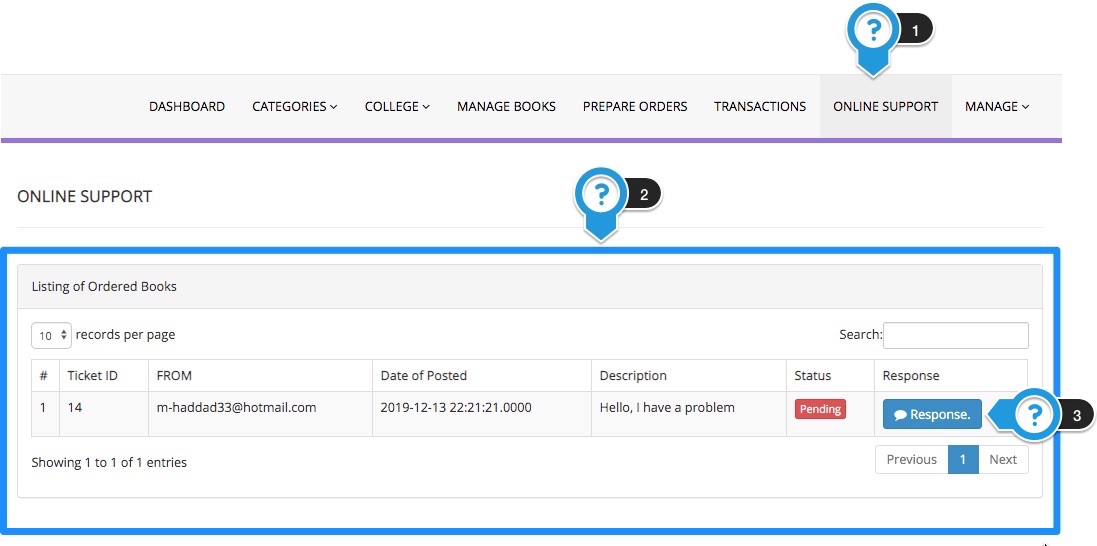 ? 1
DASHBOARD CATEGORIES COLLEGE MANAGE BOOKS PREPARE ORDERS TRANSACTIONS ONLINE SUPPORT MANAGE
ONLINE SUPPORT
? 2
Listing of Ordered Books
10 records per page Search:
# Ticket ID FROM Date of Posted Description Status Response
1 14 m-haddad33@hotmail.com 2019-12-13 22:21:21.0000 Hello, I have a problem Pending Response. ? 3
Showing 1 to 1 of 1 entries Previous 1 Next